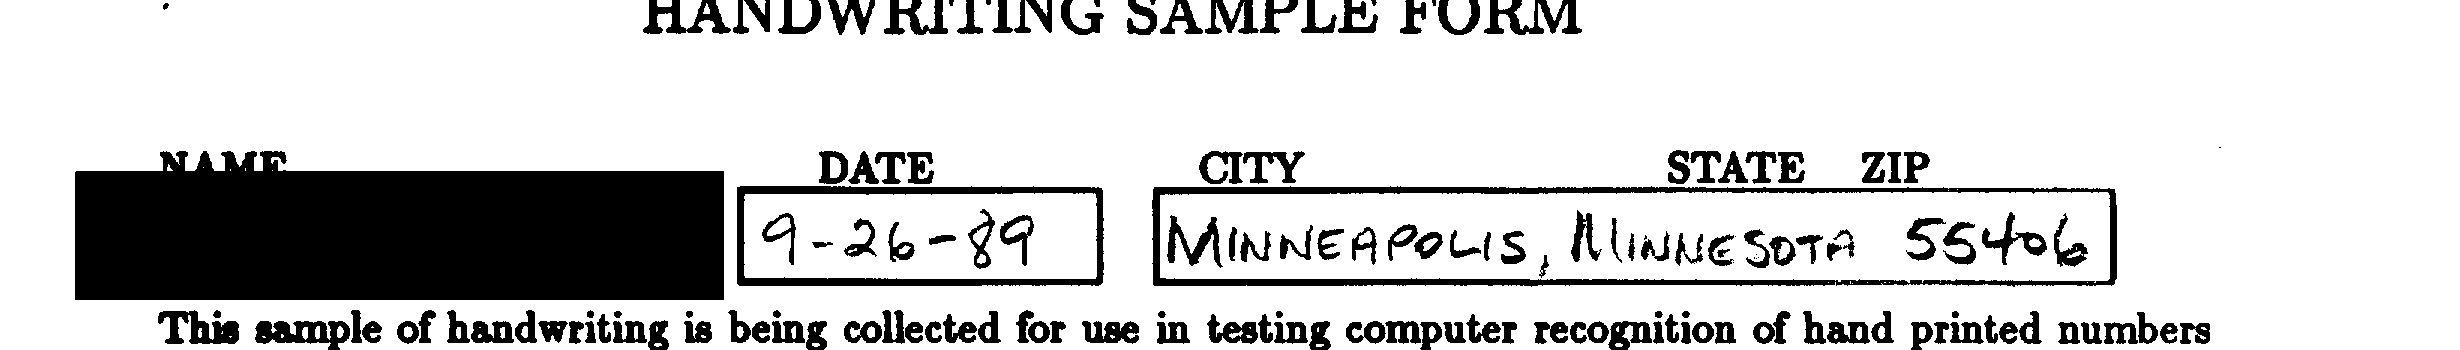 HANDWRITING SAMPLE FORM
NAME DATE CITY STATE ZIP
9-26-89 MINNEAPOLIS, MINNESOTA 55406
This sample of handwriting is being collected for use in testing computer recognition of hand printed numbers